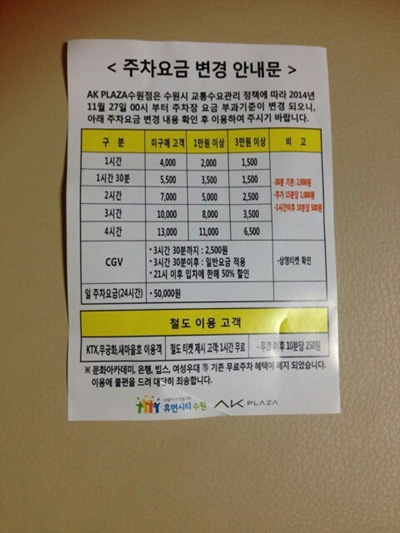 < 주차요금 변경 안내문 >
AK PLAZA수원점은 수원시 교통수요관리 정책에 따라 2014년
11월 27일 00시 부터 주차장 요금 부과기준이 변경 되오니,
아래 주차요금 변경 내용 확인 후 이용하여 주시기 바랍니다.
구 분 미구매 고객 1만원 이상 3만원 이상 비 고
1시간 4,000 2,000 1,500
1시간 30분 5,500 3,500 1,500
2시간 7,000 5,000 2,500
3시간 10,000 8,000 3,500
4시간 13,000 11,000 6,500
-30분 기본: 2,000원
-추가 15분당 1,000원
-1시간이후 10분당 500원
CGV
• 3시간 30분까지 : 2,500원
• 3시간 30분이후 : 일반요금 적용
• 21시 이후 입차에 한해 50% 할인
-상영티켓 확인
일 주차요금(24시간) • 50,000원
철도 이용 고객
KTX,무궁화,새마을호 이용객 철도 티켓 제시 고객: 1시간 무료 - 무료 이후 10분당 250원
※ 문화아카데미, 은행, 빕스, 여성우대 등 기존 무료주차 혜택이 폐지 되었습니다.
이용에 불편을 드려 대단히 죄송합니다.
휴먼시티 수원 AK PLAZA